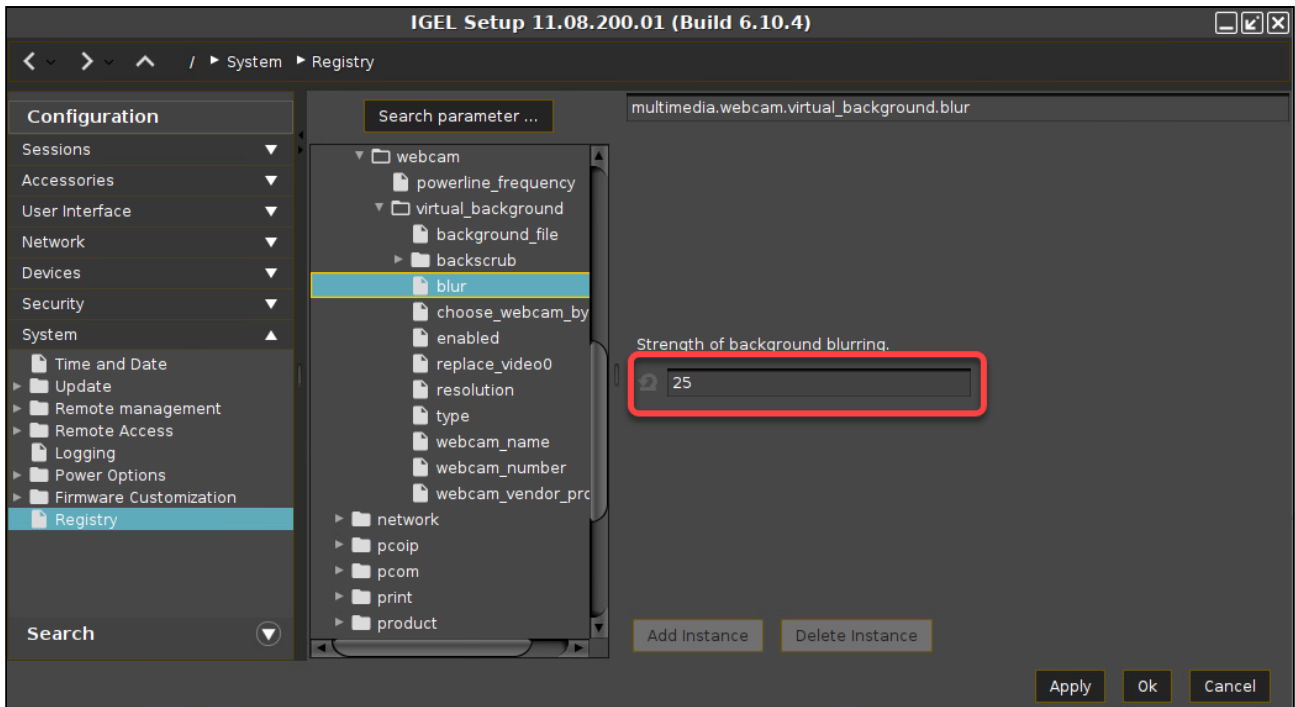 IGEL Setup 11.08.200.01 (Build 6.10.4)
/ System Registry
Configuration
Sessions
Accessories
User Interface
Network
Devices
Security
System
Time and Date
Update
Remote management
Remote Access
Logging
Power Options
Firmware Customization
Registry
Search
Search parameter ...
webcam
powerline_frequency
virtual_background
background_file
backscrub
blur
choose_webcam_by
enabled
replace_video0
resolution
type
webcam_name
webcam_number
webcam_vendor_pro
network
pcoip
pcom
print
product
multimedia.webcam.virtual_background.blur
Strength of background blurring.
25
Add Instance Delete Instance
Apply Ok Cancel